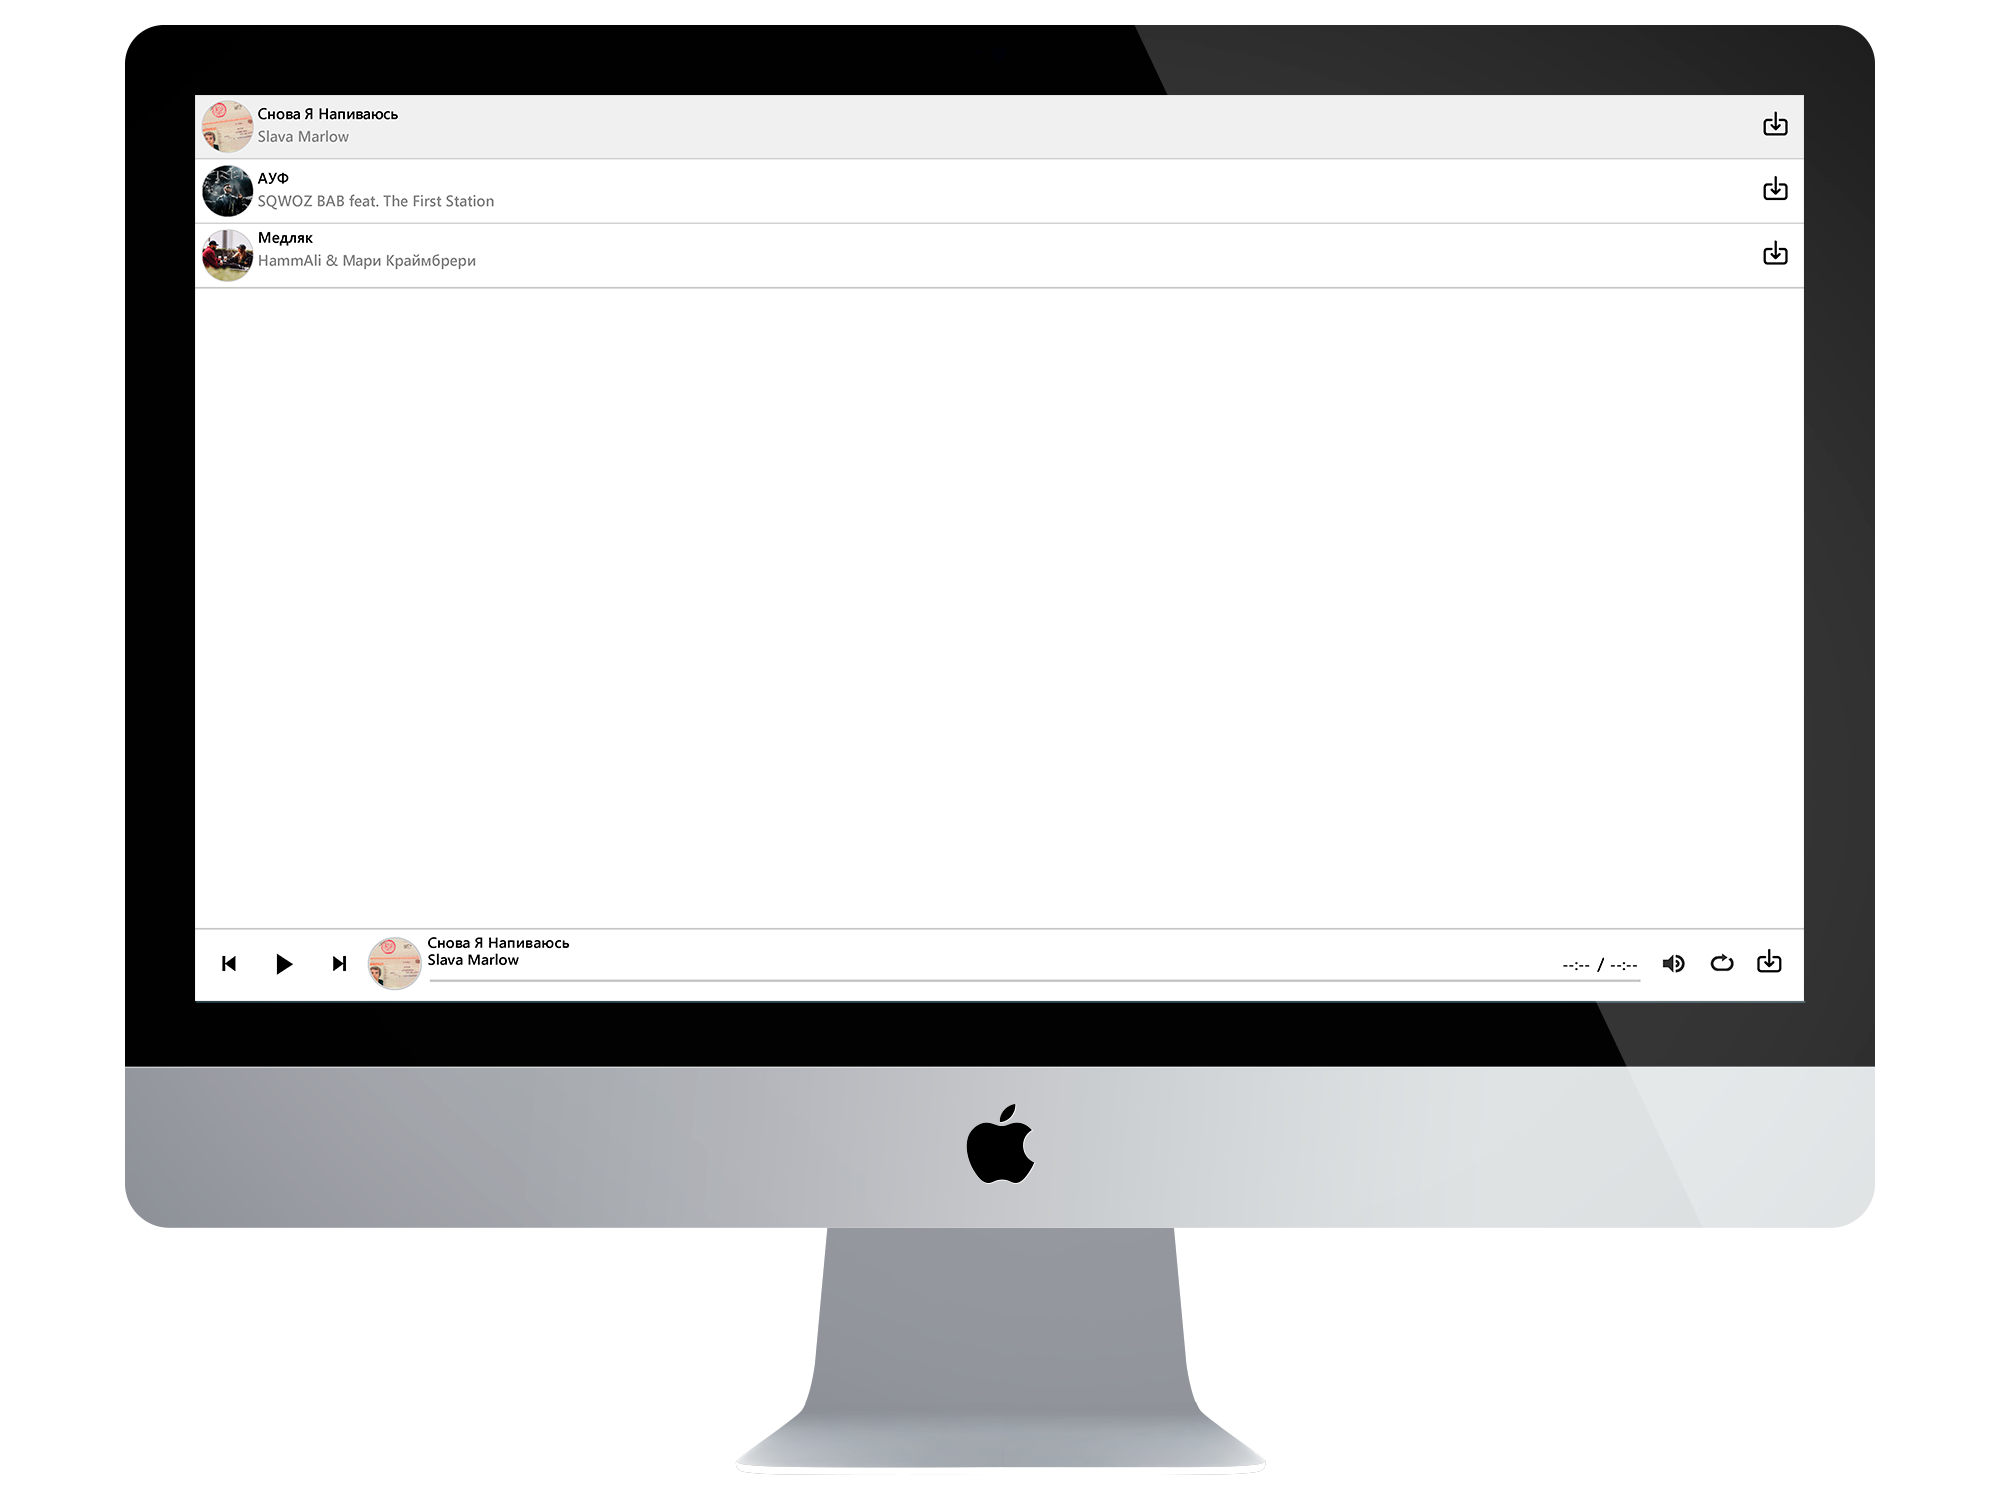 Снова Я Напиваюсь
Slava Marlow
АУФ
SQWOZ BAB feat. The First Station
Медляк
HammAli & Мари Краймбрери
Снова Я Напиваюсь
Slava Marlow
--:-- / --:--